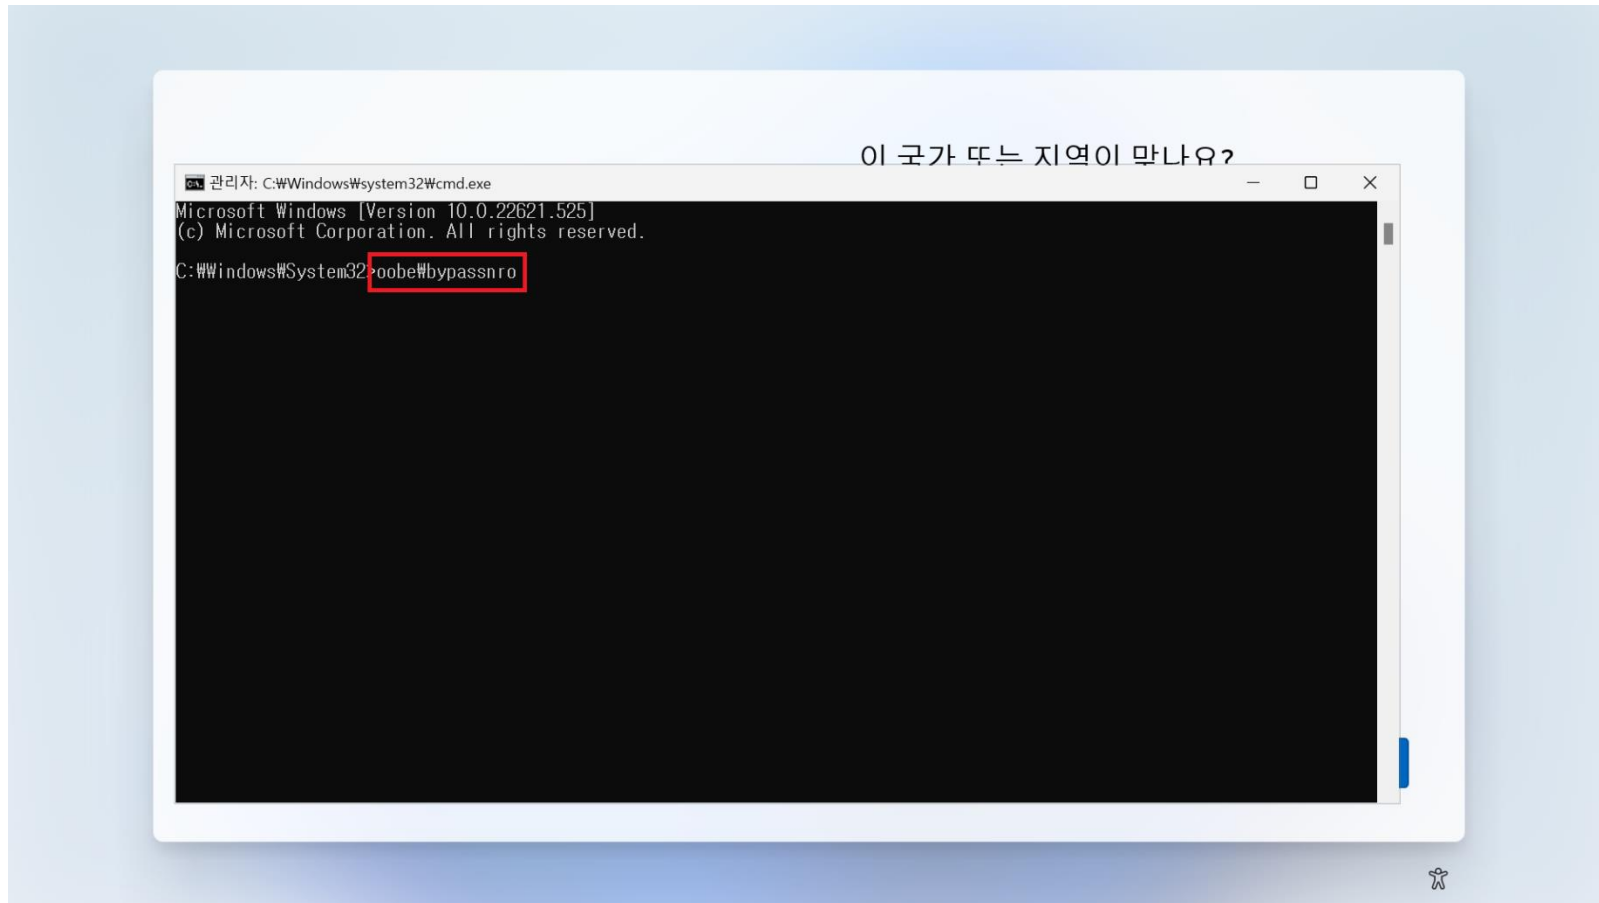 이 국가 또는 지역이 맞나요?
관리자: C:₩Windows₩system32₩cmd.exe
Microsoft Windows [Version 10.0.22621.525]
(c) Microsoft Corporation. All rights reserved.
C:₩Windows₩System32>oobe₩bypassnro